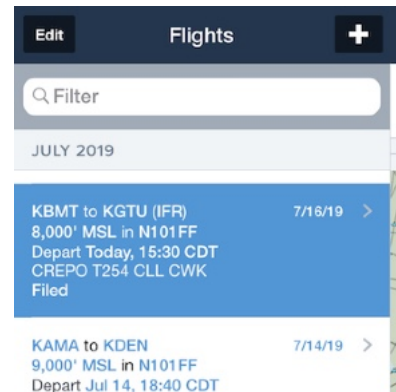 Edit Flights +
Filter
JULY 2019
KBMT to KGTU (IFR) 7/16/19 >
8,000' MSL in N101FF
Depart Today, 15:30 CDT
CREPO T254 CLL CWK
Filed
KAMA to KDEN 7/14/19 >
9,000' MSL in N101FF
Depart Jul 14, 18:40 CDT